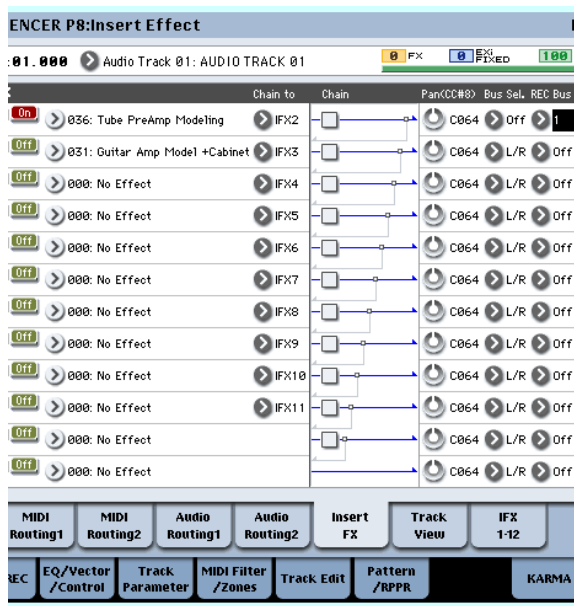 ENCER P8:Insert Effect
:01.000 Audio Track 01: AUDIO TRACK 01 0 FX 0 EXi FIXED 100
Chain to Chain Pan(CC#8) Bus Sel. REC Bus
On 036: Tube PreAmp Modeling IFX2 C064 Off 1
Off 031: Guitar Amp Model +Cabinet IFX3 C064 L/R Off
Off 000: No Effect IFX4 C064 L/R Off
Off 000: No Effect IFX5 C064 L/R Off
Off 000: No Effect IFX6 C064 L/R Off
Off 000: No Effect IFX7 C064 L/R Off
Off 000: No Effect IFX8 C064 L/R Off
Off 000: No Effect IFX9 C064 L/R Off
Off 000: No Effect IFX10 C064 L/R Off
Off 000: No Effect IFX11 C064 L/R Off
Off 000: No Effect C064 L/R Off
Off 000: No Effect C064 L/R Off
MIDI Routing1 MIDI Routing2 Audio Routing1 Audio Routing2 Insert FX Track View IFX 1-12
REC EQ/Vector /Control Track Parameter MIDI Filter /Zones Track Edit Pattern /RPPR KARMA